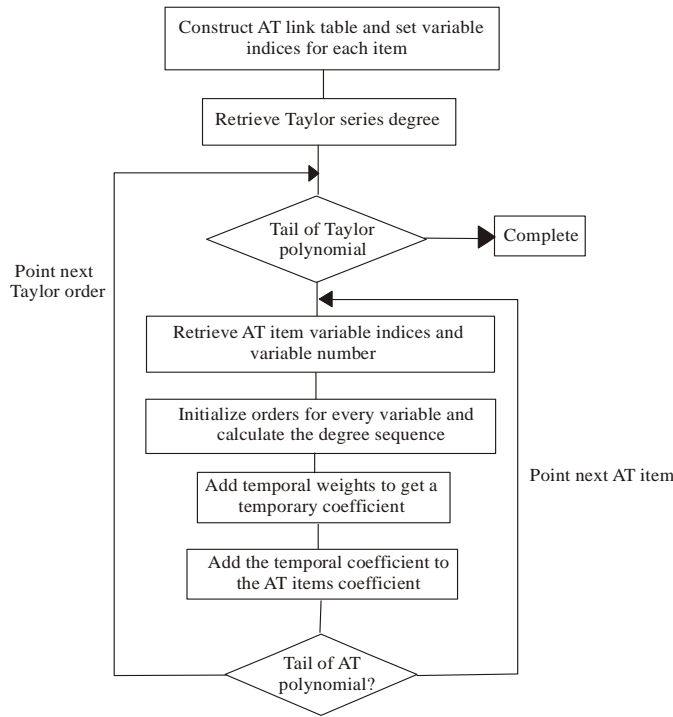 Construct AT link table and set variable
indices for each item
Retrieve Taylor series degree
Tail of Taylor
polynomial
Complete
Point next
Taylor order
Retrieve AT item variable indices and
variable number
Initialize orders for every variable and
calculate the degree sequence
Point next AT item
Add temporal weights to get a
temporary coefficient
Add the temporal coefficient to
the AT items coefficient
Tail of AT
polynomial?